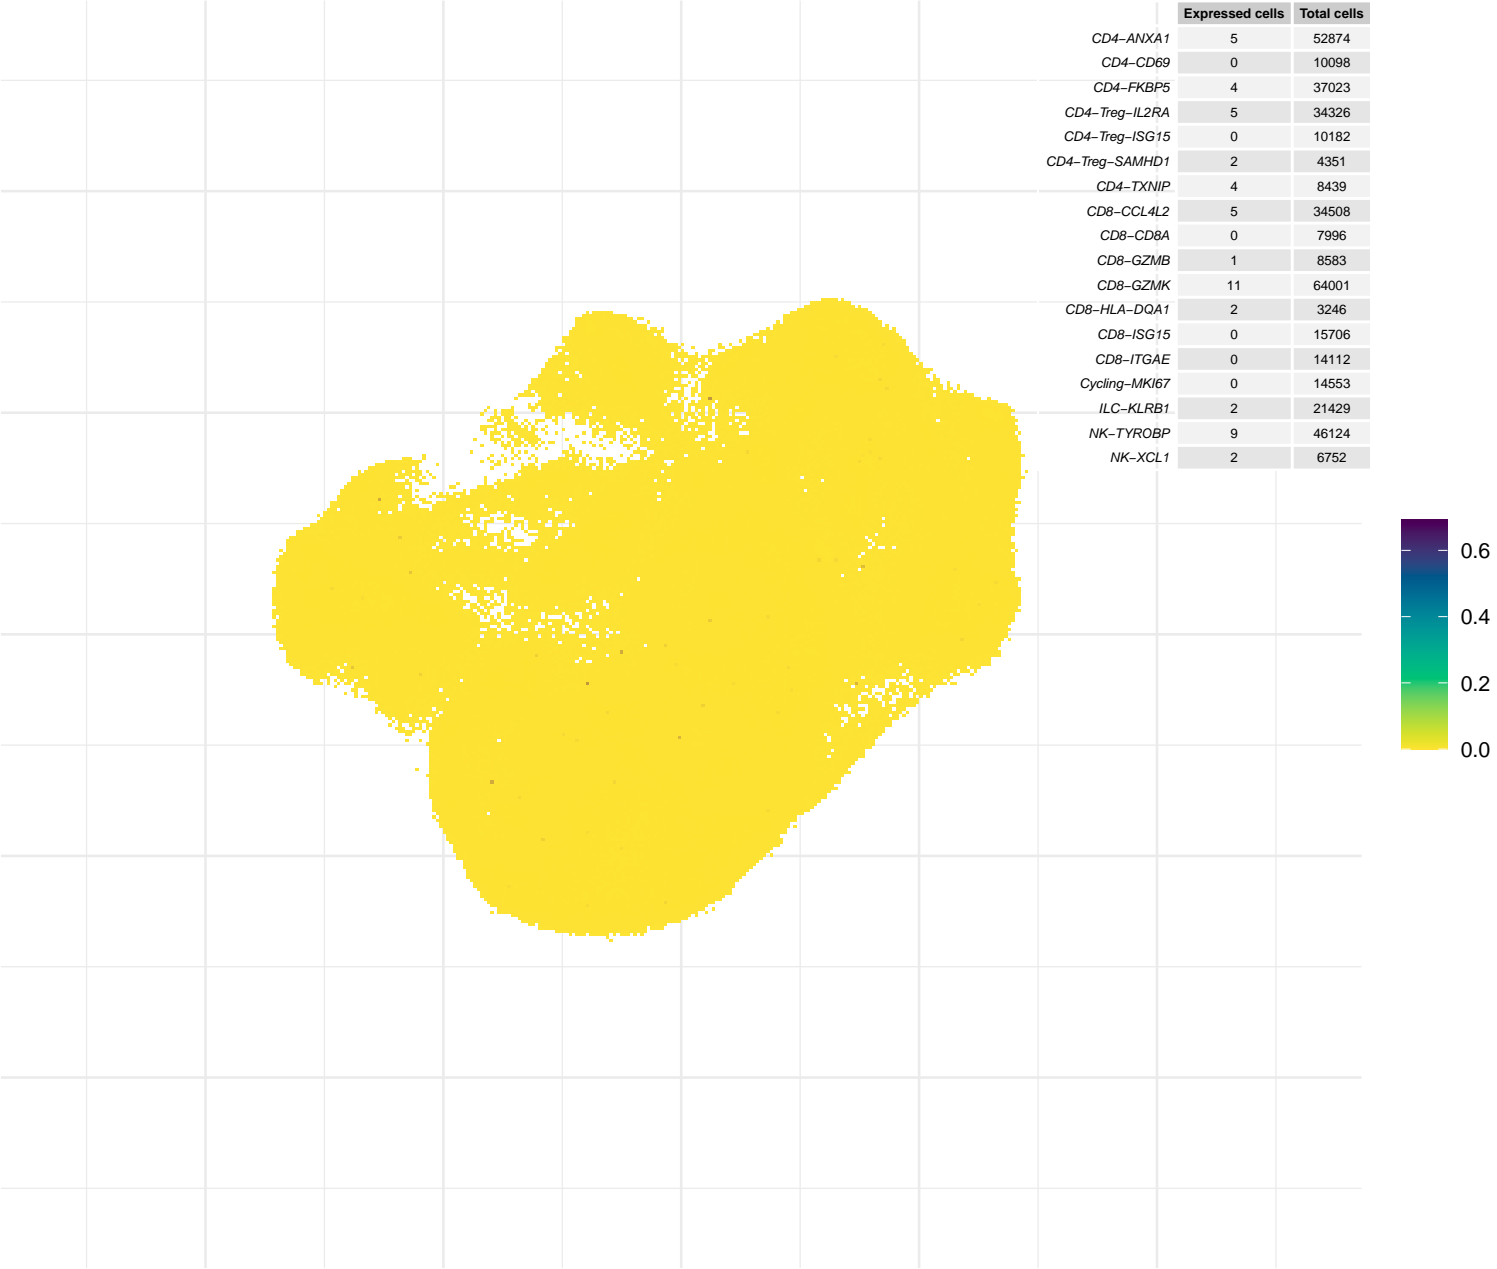 Expressed cells Total cells
CD4−ANXA1 5 52874
CD4−CD69 0 10098
CD4−FKBP5 4 37023
CD4−Treg−IL2RA 5 34326
CD4−Treg−ISG15 0 10182
CD4−Treg−SAMHD1 2 4351
CD4−TXNIP 4 8439
CD8−CCL4L2 5 34508
CD8−CD8A 0 7996
CD8−GZMB 1 8583
CD8−GZMK 11 64001
CD8−HLA−DQA1 2 3246
CD8−ISG15 0 15706
CD8−ITGAE 0 14112
Cycling−MKI67 0 14553
ILC−KLRB1 2 21429
NK−TYROBP 9 46124
NK−XCL1 2 6752
0.6
0.4
0.2
0.0